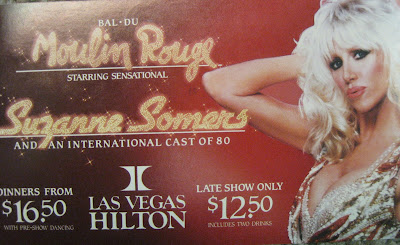 BAL·DU
Moulin Rouge
STARRING SENSATIONAL
Suzanne Somers
AND AN INTERNATIONAL CAST OF 80
DINNERS FROM
$16.50
WITH PRE-SHOW DANCING
LAS VEGAS
HILTON
LATE SHOW ONLY
$12.50
INCLUDES TWO DRINKS